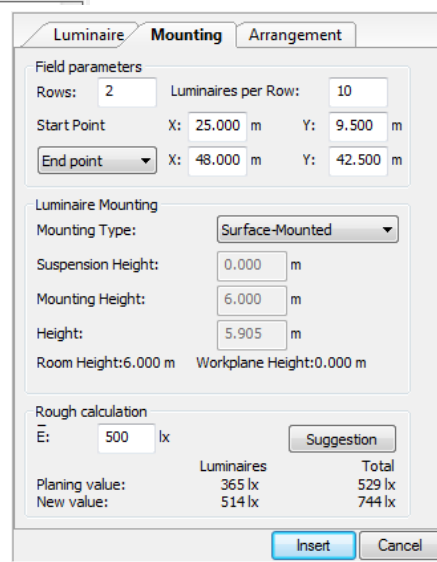 Luminaire Mounting Arrangement
Field parameters
Rows: 2 Luminaires per Row: 10
Start Point X: 25.000 m Y: 9.500 m
End point X: 48.000 m Y: 42.500 m
Luminaire Mounting
Mounting Type: Surface-Mounted
Suspension Height: 0.000 m
Mounting Height: 6.000 m
Height: 5.905 m
Room Height:6.000 m Workplane Height:0.000 m
Rough calculation
E: 500 lx Suggestion
Luminaires Total
Planing value: 365 lx 529 lx
New value: 514 lx 744 lx
Insert Cancel